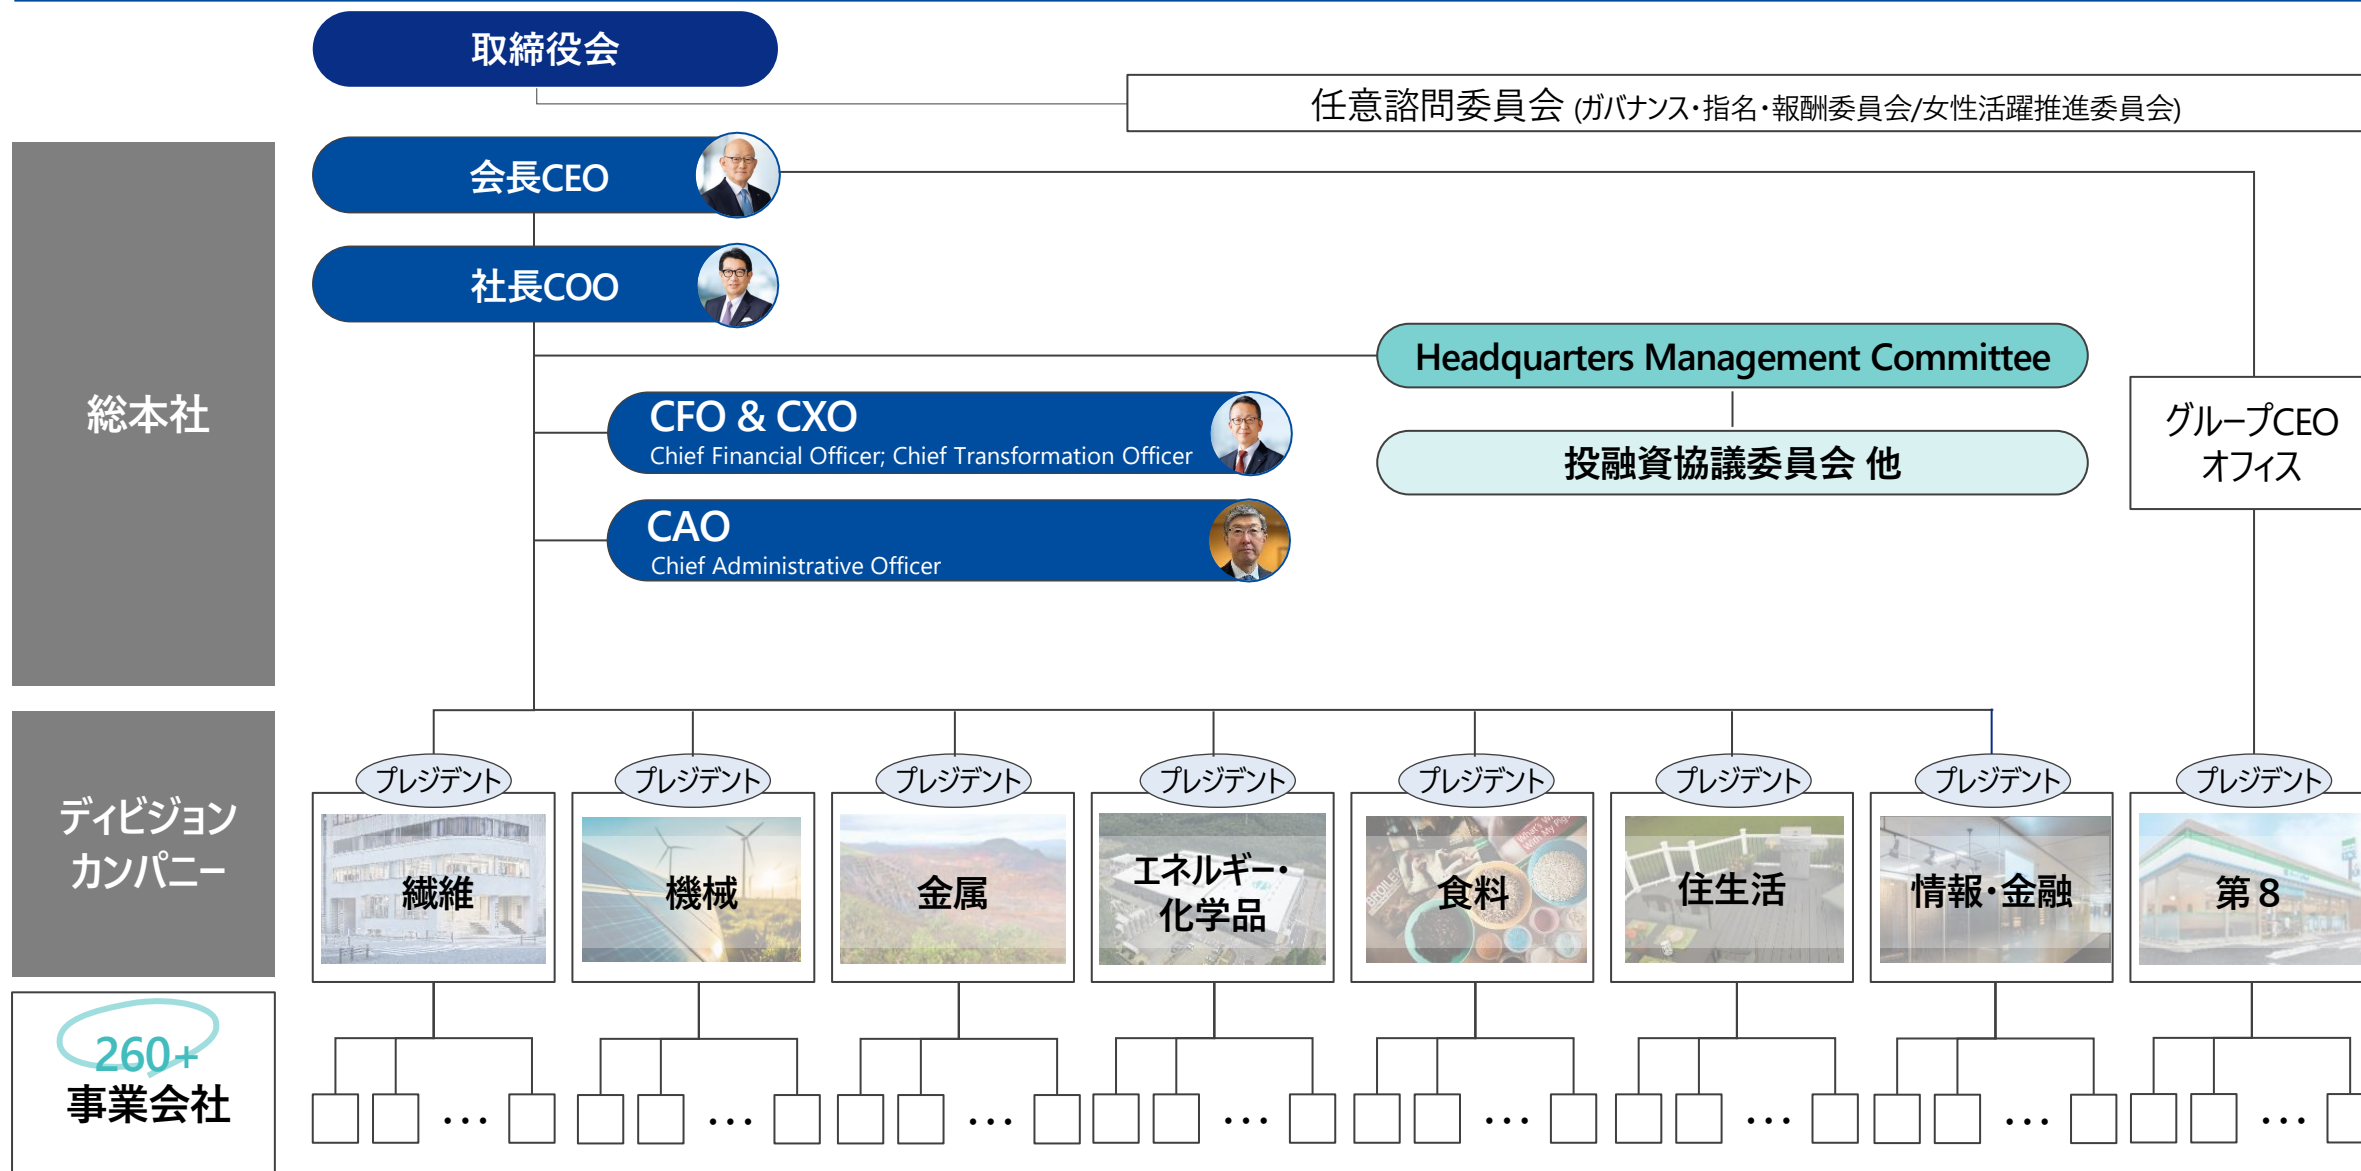 取締役会
任意諮問委員会 (ガバナンス・指名・報酬委員会/女性活躍推進委員会)
会長CEO
社長COO
総本社
Headquarters Management Committee
CFO & CXO
Chief Financial Officer; Chief Transformation Officer
投融資協議委員会 他
グループCEO
オフィス
CAO
Chief Administrative Officer
ディビジョン
カンパニー
プレジデント
プレジデント
プレジデント
プレジデント
プレジデント
プレジデント
プレジデント
プレジデント
繊維
機械
金属
エネルギー・
化学品
食料
住生活
情報・金融
第８
260+
事業会社
…
…
…
…
…
…
…
…